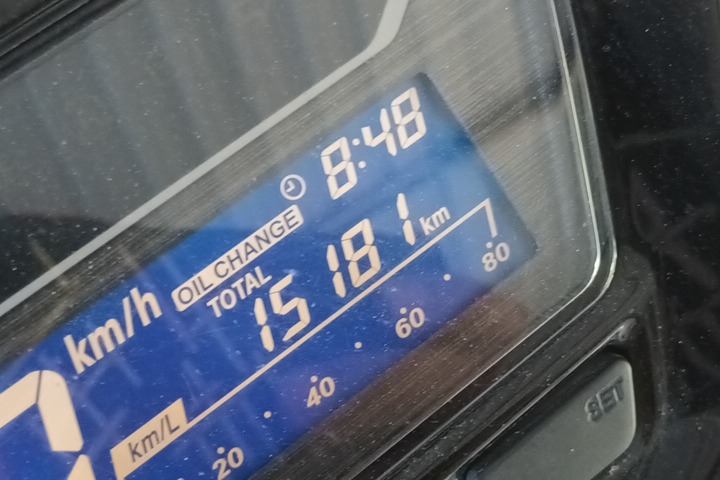 8:48
OIL CHANGE
TOTAL
15181 km
km/h
km/L
20 40 60 80
SET